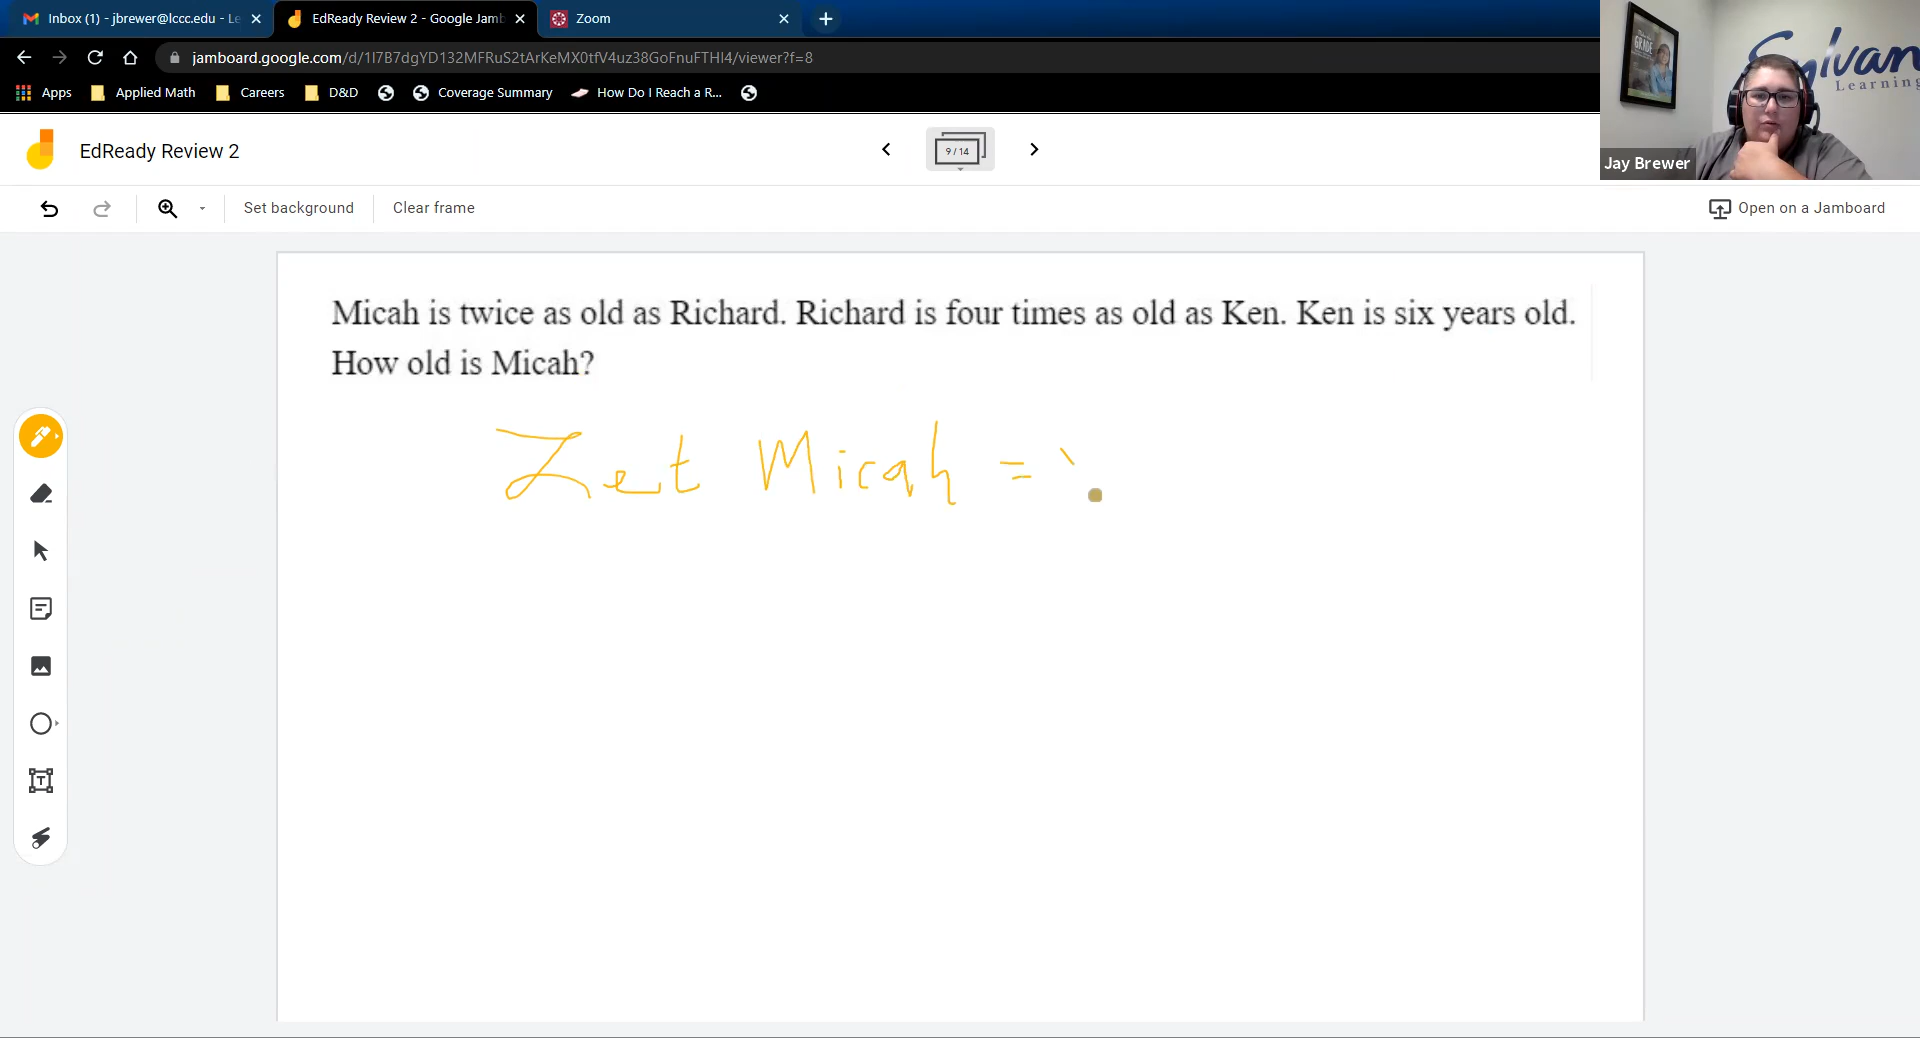 Inbox (1) - jbrewer@lccc.edu - Le
EdReady Review 2 - Google Jamb
Zoom
jamboard.google.com/d/1I7B7dgYD132MFRuS2tArKeMX0tfV4uz38GoFnuFTHI4/viewer?f=8
Apps
Applied Math
Careers
D&D
Coverage Summary
How Do I Reach a R...
GRADE
Sylvan
Learning
Jay Brewer
EdReady Review 2
9 / 14
Set background
Clear frame
Open on a Jamboard
Micah is twice as old as Richard. Richard is four times as old as Ken. Ken is six years old.
How old is Micah?
Let Micah =